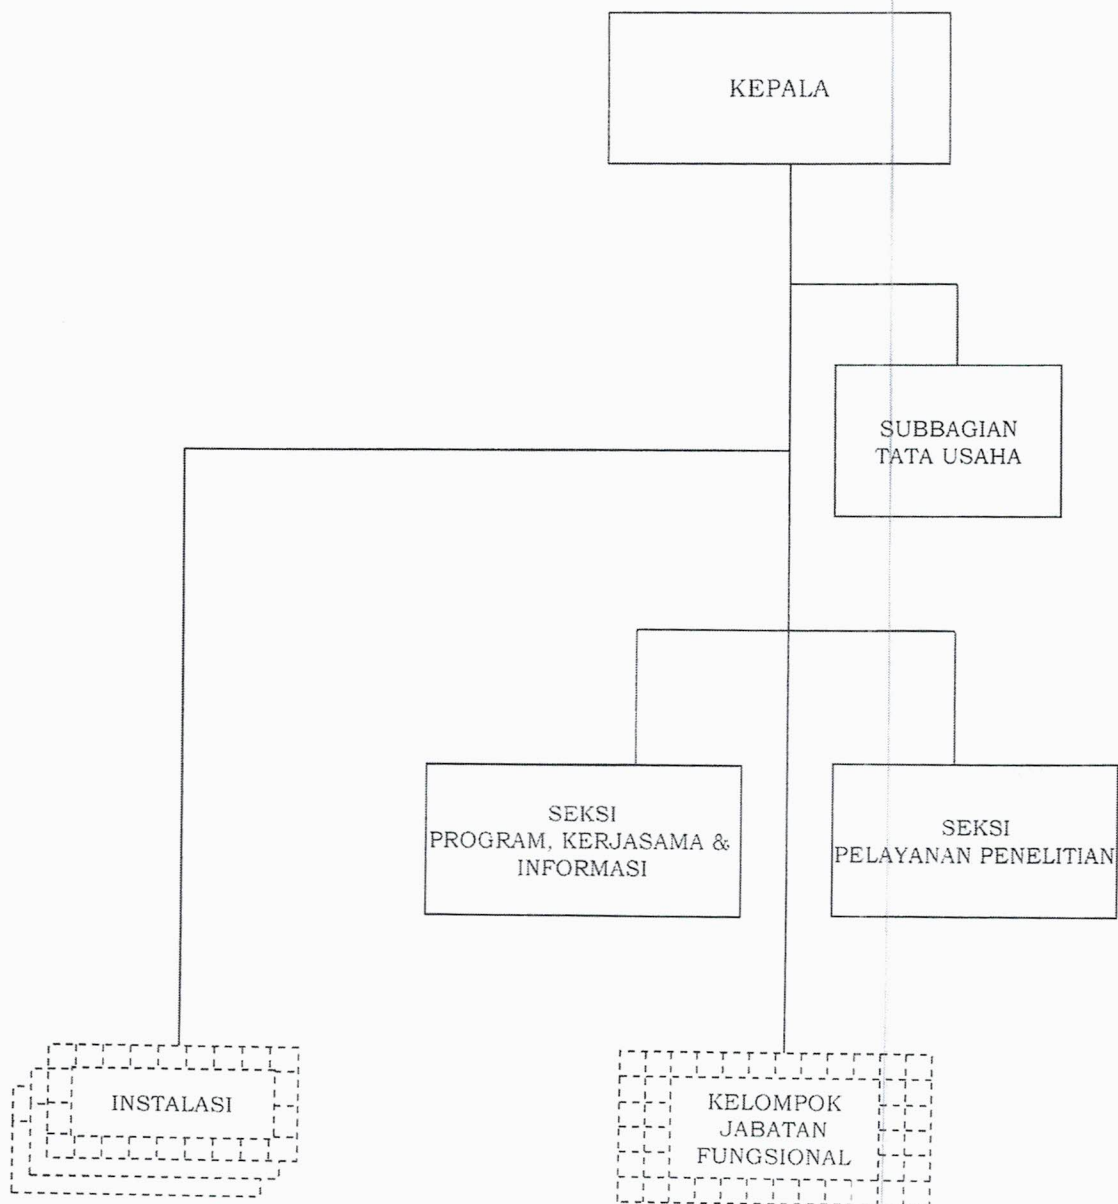 KEPALA
SUBBAGIAN
TATA USAHA
SEKSI
PROGRAM, KERJASAMA &
INFORMASI
SEKSI
PELAYANAN PENELITIAN
INSTALASI
KELOMPOK
JABATAN
FUNGSIONAL